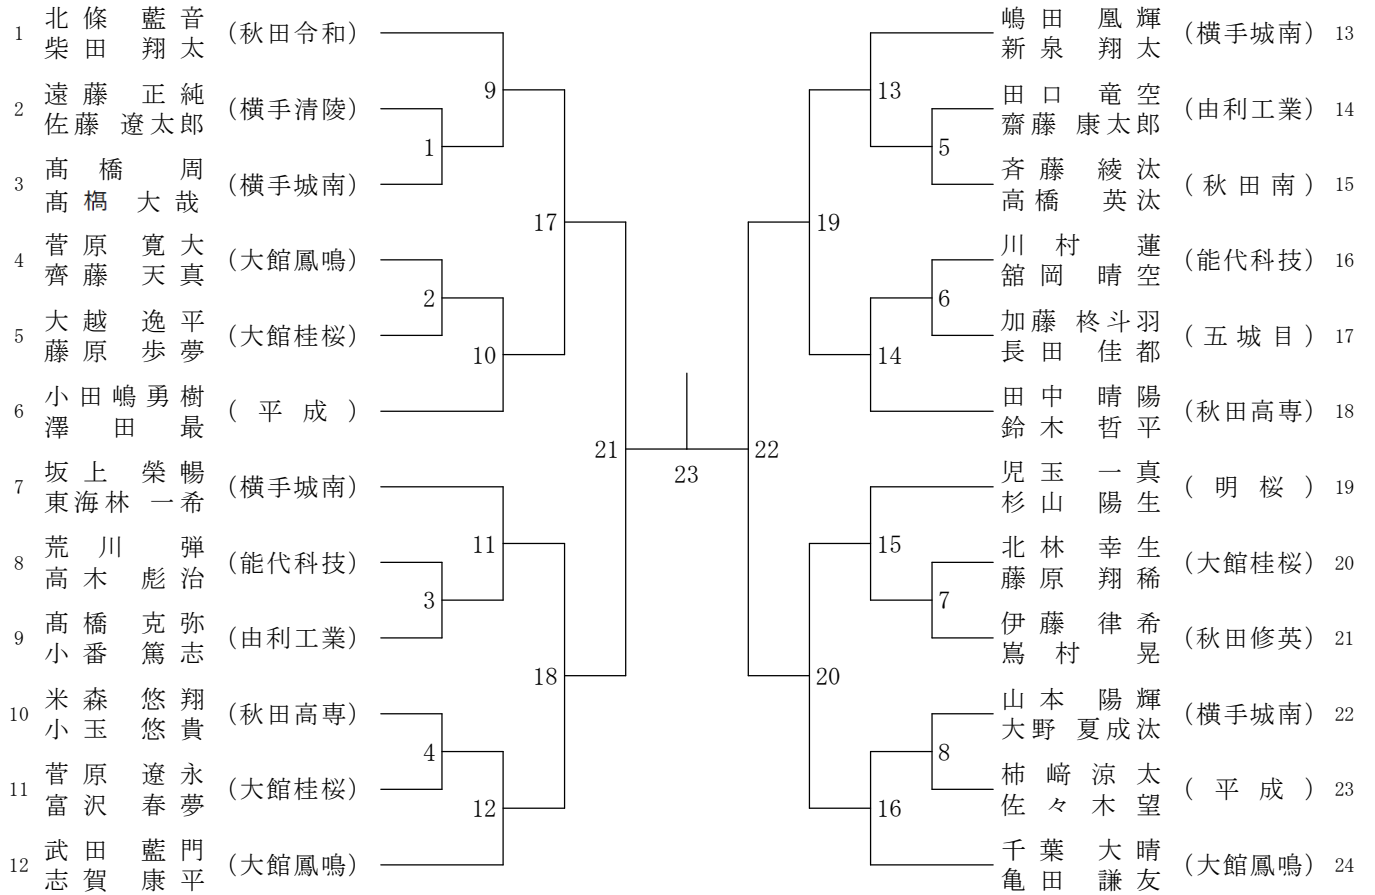 1 北條 藍音 (秋田令和)
柴田 翔太
2 遠藤 正純 (横手清陵)
佐藤 遼太郎
3 髙橋 周 (横手城南)
髙槝 大哉
4 菅原 寛大 (大館鳳鳴)
齊藤 天真
5 大越 逸平 (大館桂桜)
藤原 歩夢
6 小田嶋勇樹 (平成)
澤田 最
7 坂上 榮暢 (横手城南)
東海林 一希
8 荒川 弾 (能代科技)
高木 彪治
9 髙橋 克弥 (由利工業)
小番 篤志
10 米森 悠翔 (秋田高専)
小玉 悠貴
11 菅原 遼永 (大館桂桜)
富沢 春夢
12 武田 藍門 (大館鳳鳴)
志賀 康平
9
1
17
2
10
21
11
3
18
4
12
23
13
5
19
6
14
22
15
7
20
8
16
嶋田 凰輝 (横手城南) 13
新泉 翔太
田口 竜空 (由利工業) 14
齋藤 康太郎
斉藤 綾汰 (秋田南) 15
高橋 英汰
川村 蓮 (能代科技) 16
舘岡 晴空
加藤 柊斗羽 (五城目) 17
長田 佳都
田中 晴陽 (秋田高専) 18
鈴木 哲平
児玉 一真 (明桜) 19
杉山 陽生
北林 幸生 (大館桂桜) 20
藤原 翔稀
伊藤 律希 (秋田修英) 21
嶌村 晃
山本 陽輝 (横手城南) 22
大野 夏成汰
柿﨑 涼太 (平成) 23
佐々木 望
千葉 大晴 (大館鳳鳴) 24
亀田 謙友